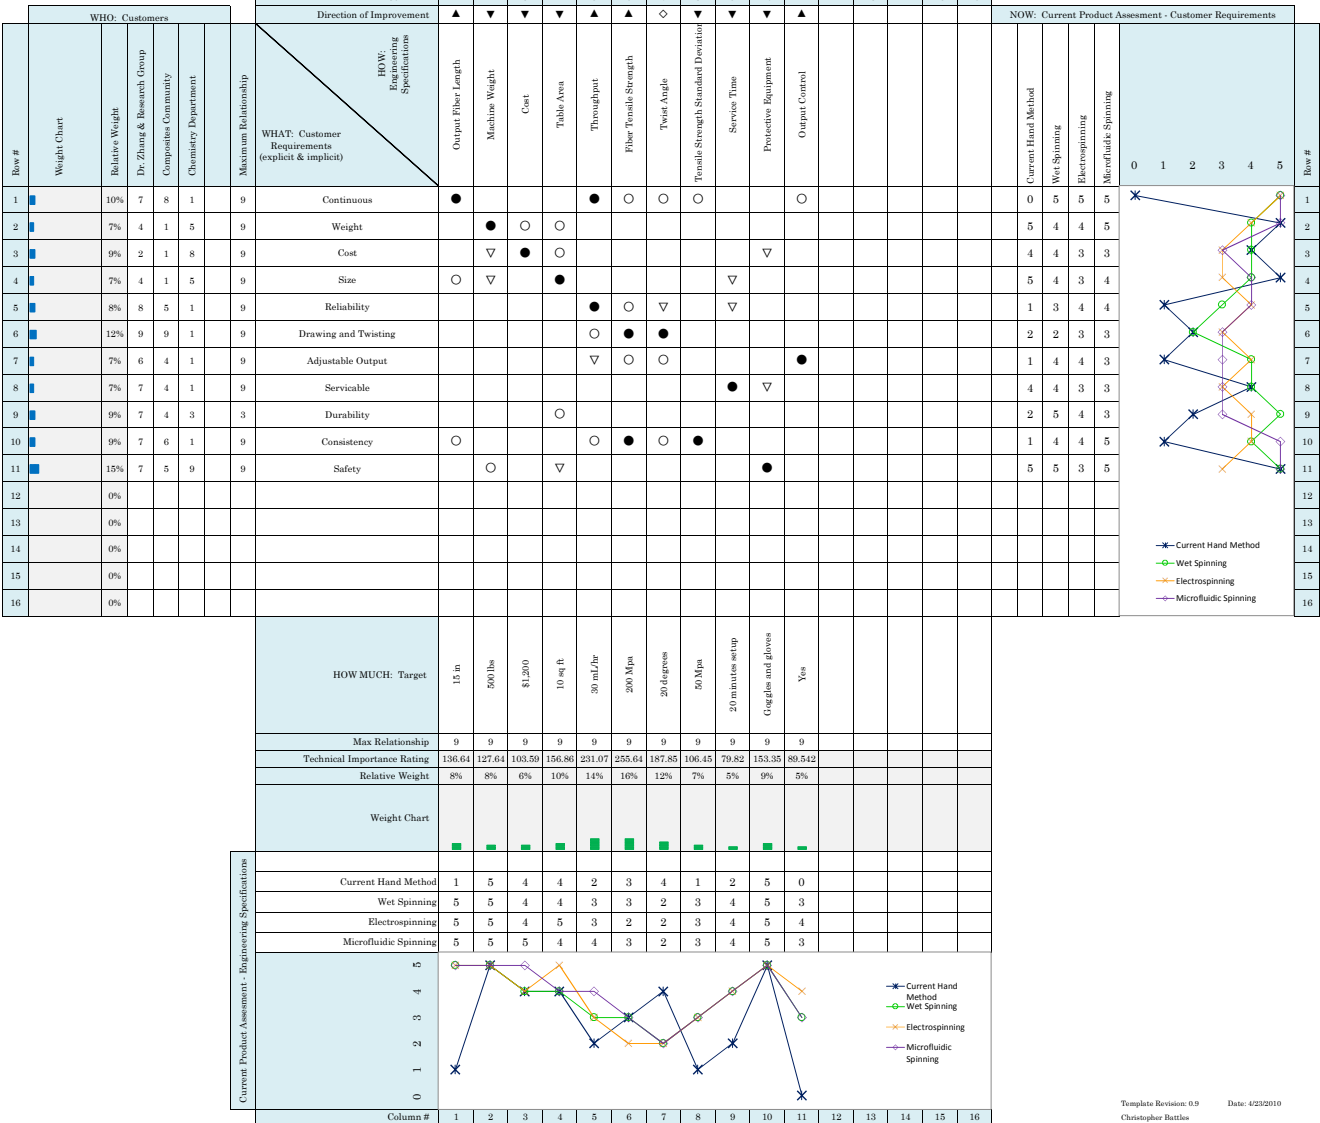 WHO: Customers
Direction of Improvement ▲ ▼ ▼ ▼ ▲ ▲ ◇ ▼ ▼ ▼ ▲
NOW: Current Product Assesment - Customer Requirements
Row #
Weight Chart
Relative Weight
Dr. Zhang & Research Group
Composites Community
Chemistry Department
Maximum Relationship
HOW:
Engineering
Specifications
WHAT: Customer
Requirements
(explicit & implicit)
Output Fiber Length
Machine Weight
Cost
Table Area
Throughput
Fiber Tensile Strength
Twist Angle
Tensile Strength Standard Deviation
Service Time
Protective Equipment
Output Control
Current Hand Method
Wet Spinning
Electrospinning
Microfluidic Spinning
0 1 2 3 4 5
Row #
1 10% 7 8 1 9 Continuous ● ● ○ ○ ○ ○ 0 5 5 5 1
2 7% 4 1 5 9 Weight ● ○ ○ 5 4 4 5 2
3 9% 2 1 8 9 Cost ▽ ● ○ ▽ 4 4 3 3 3
4 7% 4 1 5 9 Size ○ ▽ ● ▽ 5 4 3 4 4
5 8% 8 5 1 9 Reliability ● ○ ▽ ▽ 1 3 4 4 5
6 12% 9 9 1 9 Drawing and Twisting ○ ● ● 2 2 3 3 6
7 7% 6 4 1 9 Adjustable Output ▽ ○ ○ ● 1 4 4 3 7
8 7% 7 4 1 9 Servicable ● ▽ 4 4 3 3 8
9 9% 7 4 3 3 Durability ○ 2 5 4 3 9
10 9% 7 6 1 9 Consistency ○ ○ ● ○ ● 1 4 4 5 10
11 15% 7 5 9 9 Safety ○ ▽ ● 5 5 3 5 11
12 0% 12
13 0% 13
14 0% 14
15 0% 15
16 0% 16
Current Hand Method
Wet Spinning
Electrospinning
Microfluidic Spinning
HOW MUCH: Target
15 in
500 lbs
$1,200
10 sq ft
30 mL/hr
200 Mpa
20 degrees
50 Mpa
20 minutes setup
Goggles and gloves
Yes
Max Relationship 9 9 9 9 9 9 9 9 9 9 9
Technical Importance Rating 136.64 127.64 103.59 156.86 231.07 255.64 187.85 106.45 79.82 153.35 89.542
Relative Weight 8% 8% 6% 10% 14% 16% 12% 7% 5% 9% 5%
Weight Chart
Current Product Assesment - Engineering Specifications
Current Hand Method 1 5 4 4 2 3 4 1 2 5 0
Wet Spinning 5 5 4 4 3 3 2 3 4 5 3
Electrospinning 5 5 4 5 3 2 2 3 4 5 4
Microfluidic Spinning 5 5 5 4 4 3 2 3 4 5 3
5
4
3
2
1
0
Current Hand
Method
Wet Spinning
Electrospinning
Microfluidic
Spinning
Column # 1 2 3 4 5 6 7 8 9 10 11 12 13 14 15 16
Template Revision: 0.9 Date: 4/23/2010
Christopher Battles